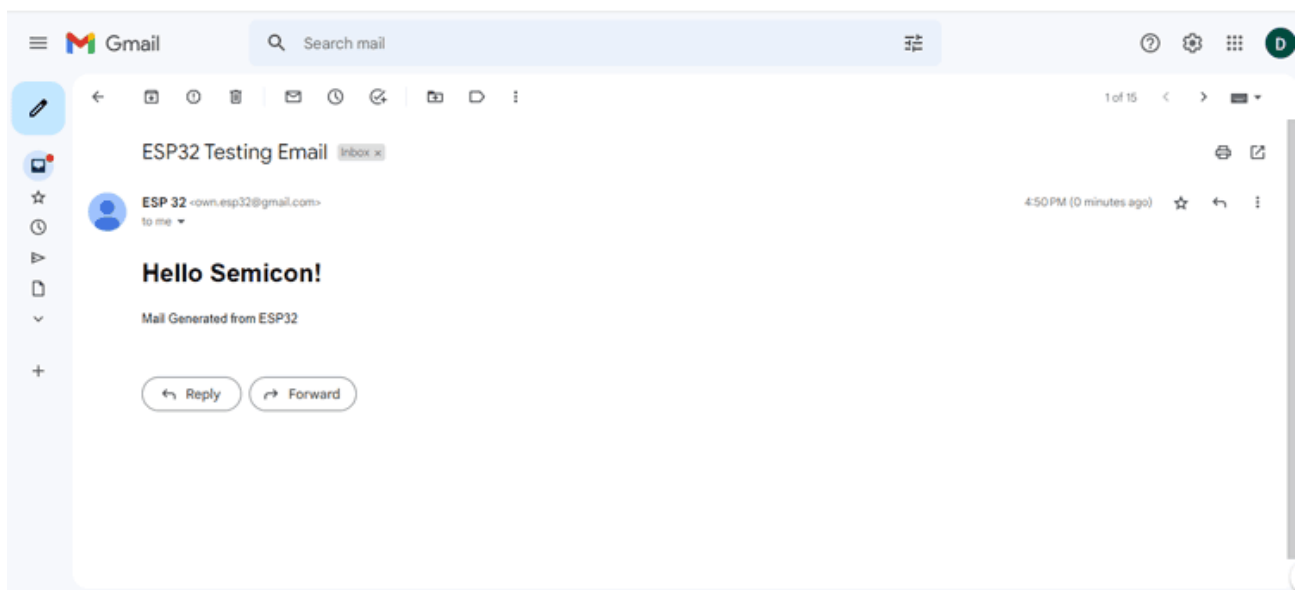 Gmail
Search mail
D
1 of 15
ESP32 Testing Email Inbox ×
ESP 32 <own.esp32@gmail.com>
4:50 PM (0 minutes ago)
to me
Hello Semicon!
Mail Generated from ESP32
Reply
Forward